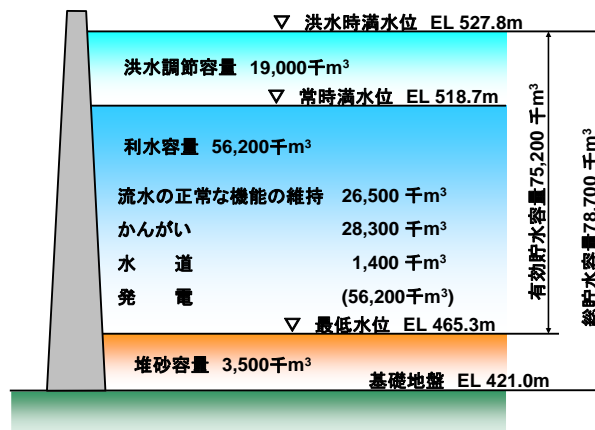 ▽ 洪水時満水位 EL 527.8m
洪水調節容量 19,000千m³
▽ 常時満水位 EL 518.7m
利水容量 56,200千m³
流水の正常な機能の維持 26,500 千m³
かんがい 28,300 千m³
水 道 1,400 千m³
発 電 (56,200千m³)
▽ 最低水位 EL 465.3m
堆砂容量 3,500千m³
基礎地盤 EL 421.0m
有効貯水容量75,200 千m³
総貯水容量78,700 千m³